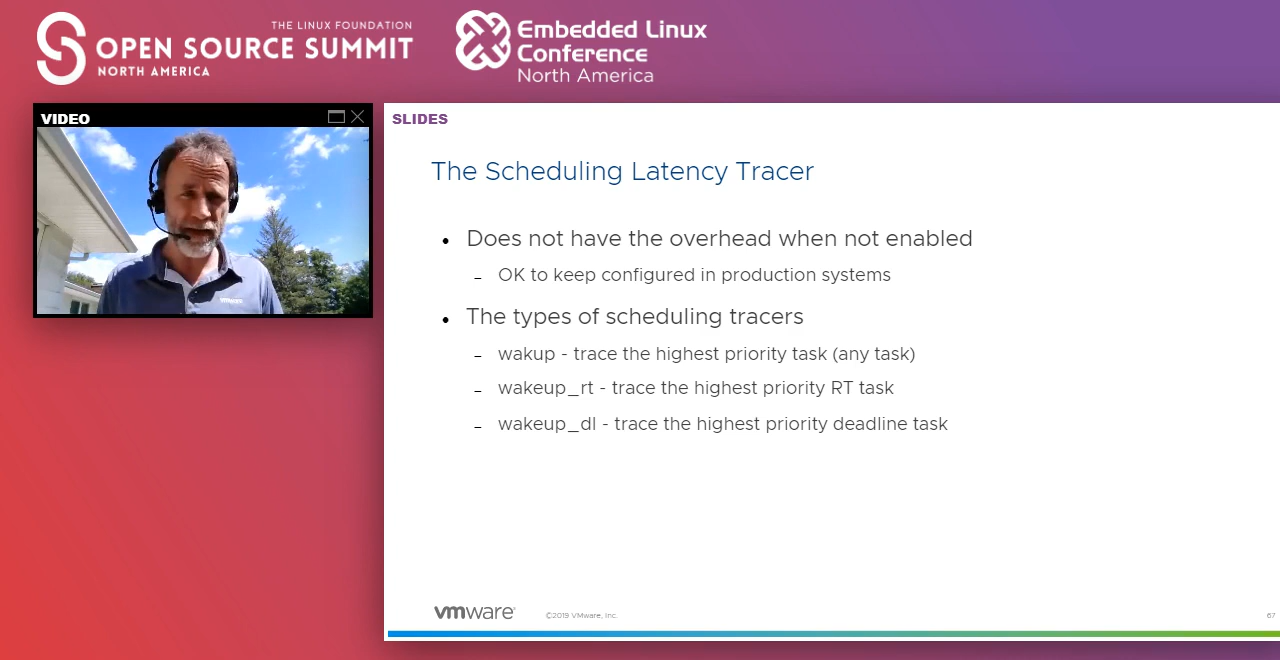 THE LINUX FOUNDATION
OPEN SOURCE SUMMIT
NORTH AMERICA
Embedded Linux
Conference
North America
VIDEO
vmware
SLIDES
The Scheduling Latency Tracer
• Does not have the overhead when not enabled
– OK to keep configured in production systems
• The types of scheduling tracers
– wakup - trace the highest priority task (any task)
– wakeup_rt - trace the highest priority RT task
– wakeup_dl - trace the highest priority deadline task
vmware®
©2019 VMware, Inc.
67